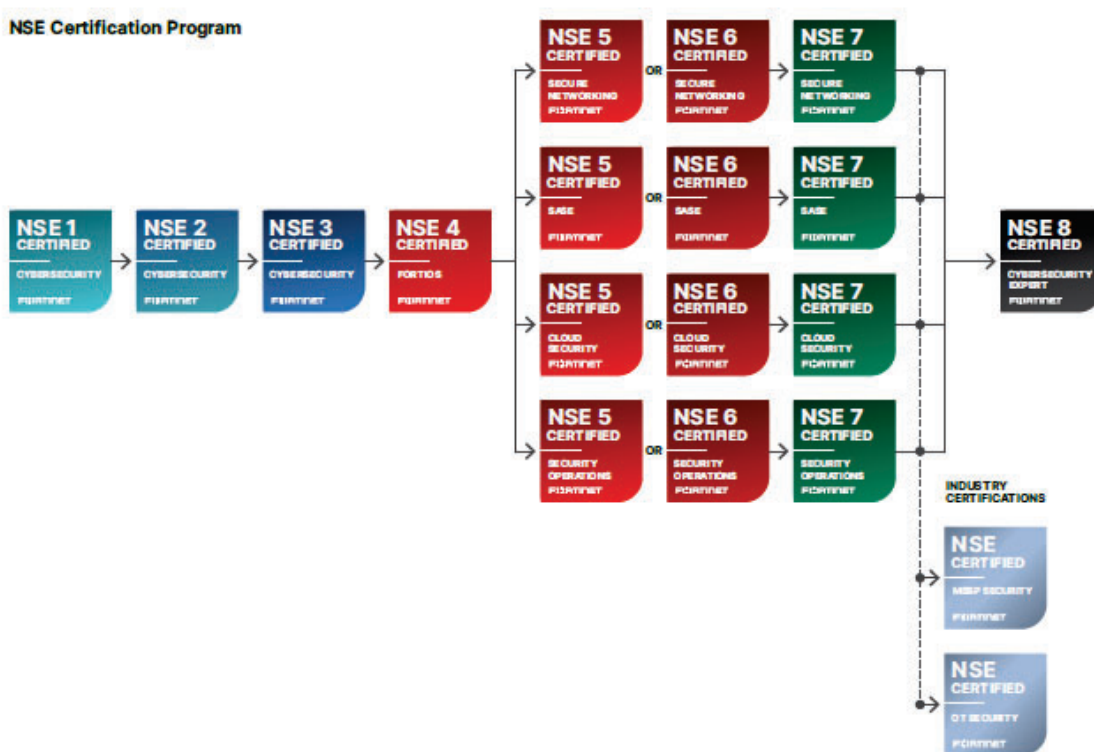 NSE Certification Program
NSE 5
CERTIFIED
SECURE
NETWORKING
FORTINET
OR
NSE 6
CERTIFIED
SECURE
NETWORKING
FORTINET
NSE 7
CERTIFIED
SECURE
NETWORKING
FORTINET
NSE 5
CERTIFIED
SASE
FORTINET
OR
NSE 6
CERTIFIED
SASE
FORTINET
NSE 7
CERTIFIED
SASE
FORTINET
NSE 1
CERTIFIED
CYBERSECURITY
FORTINET
NSE 2
CERTIFIED
CYBERSECURITY
FORTINET
NSE 3
CERTIFIED
CYBERSECURITY
FORTINET
NSE 4
CERTIFIED
FORTIOS
FORTINET
NSE 8
CERTIFIED
CYBERSECURITY
EXPERT
FORTINET
NSE 5
CERTIFIED
CLOUD
SECURITY
FORTINET
OR
NSE 6
CERTIFIED
CLOUD
SECURITY
FORTINET
NSE 7
CERTIFIED
CLOUD
SECURITY
FORTINET
NSE 5
CERTIFIED
SECURITY
OPERATIONS
FORTINET
OR
NSE 6
CERTIFIED
SECURITY
OPERATIONS
FORTINET
NSE 7
CERTIFIED
SECURITY
OPERATIONS
FORTINET
INDUSTRY
CERTIFICATIONS
NSE
CERTIFIED
MSSP SECURITY
FORTINET
NSE
CERTIFIED
OT SECURITY
FORTINET